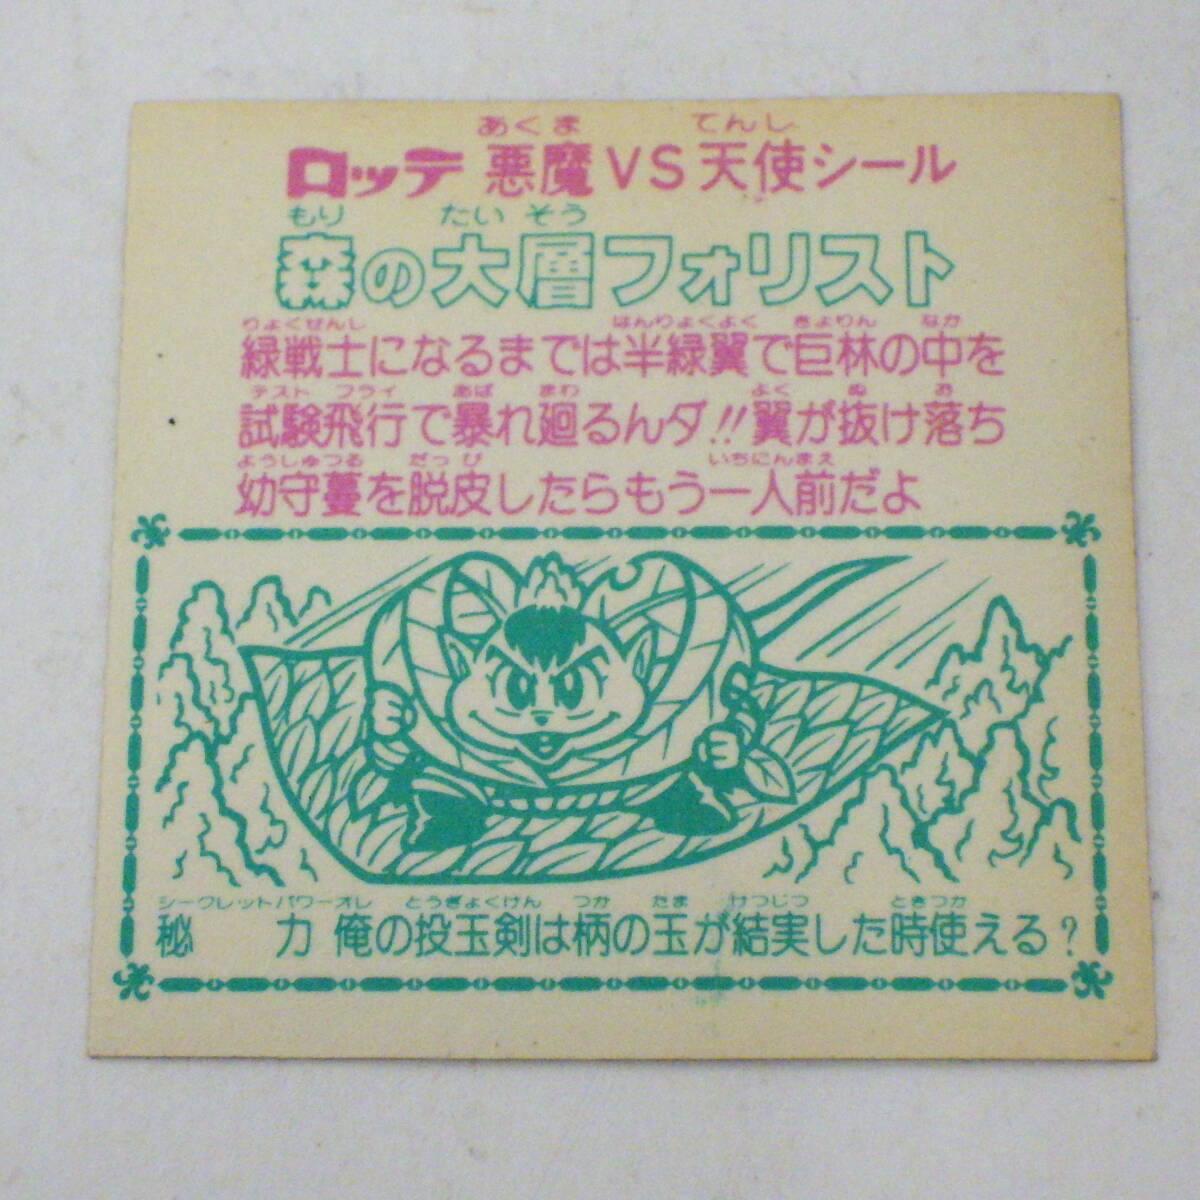 あくま てんし
ロッテ 悪魔VS天使シール
もり たい そう
森の大層フォリスト
りょくせんし はんりょくよく きょりん なか
緑戦士になるまでは半緑翼で巨林の中を
テスト フライ あば まわ よく ぬ お
試験飛行で暴れ廻るんダ!!翼が抜け落ち
ようしゅつる だっぴ いちにんまえ
幼守蔓を脱皮したらもう一人前だよ
シークレットパワーオレ とうぎょくけん つか たま けつじつ ときつか
秘 力 俺の投玉剣は柄の玉が結実した時使える?